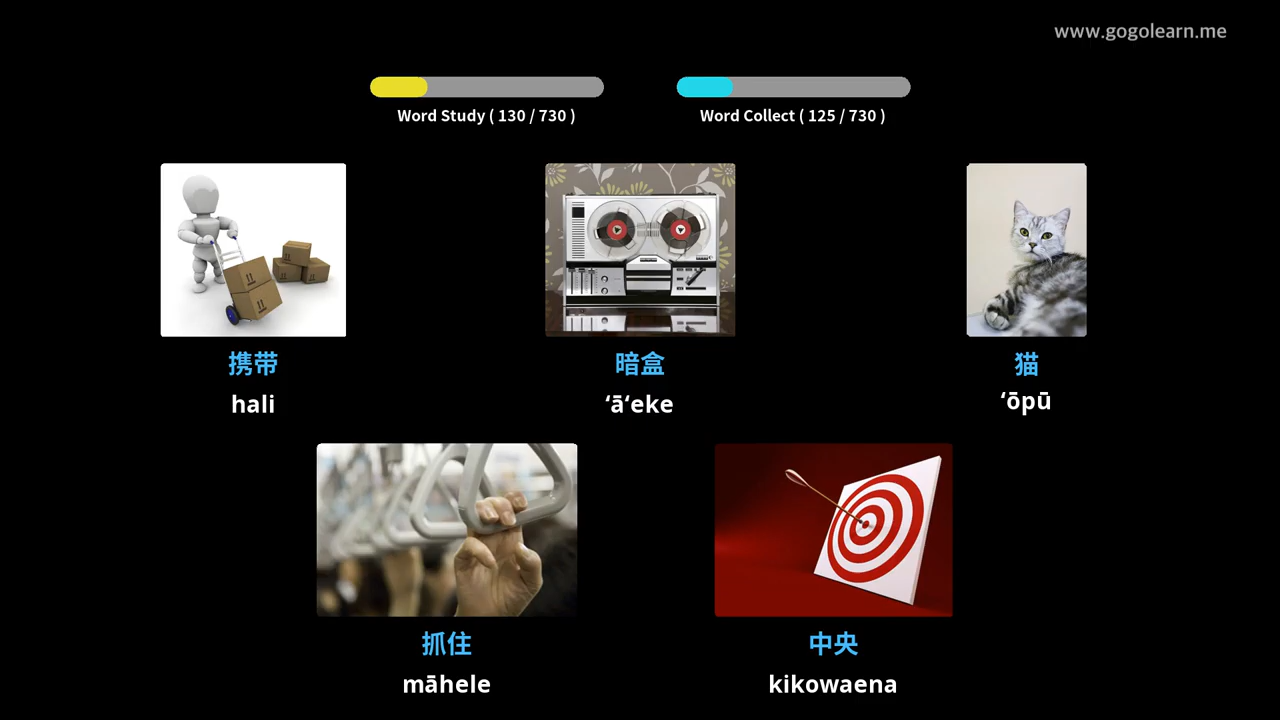 www.gogolearn.me
Word Study ( 130 / 730 )
Word Collect ( 125 / 730 )
携带
hali
暗盒
ʻāʻeke
猫
ʻōpū
抓住
māhele
中央
kikowaena